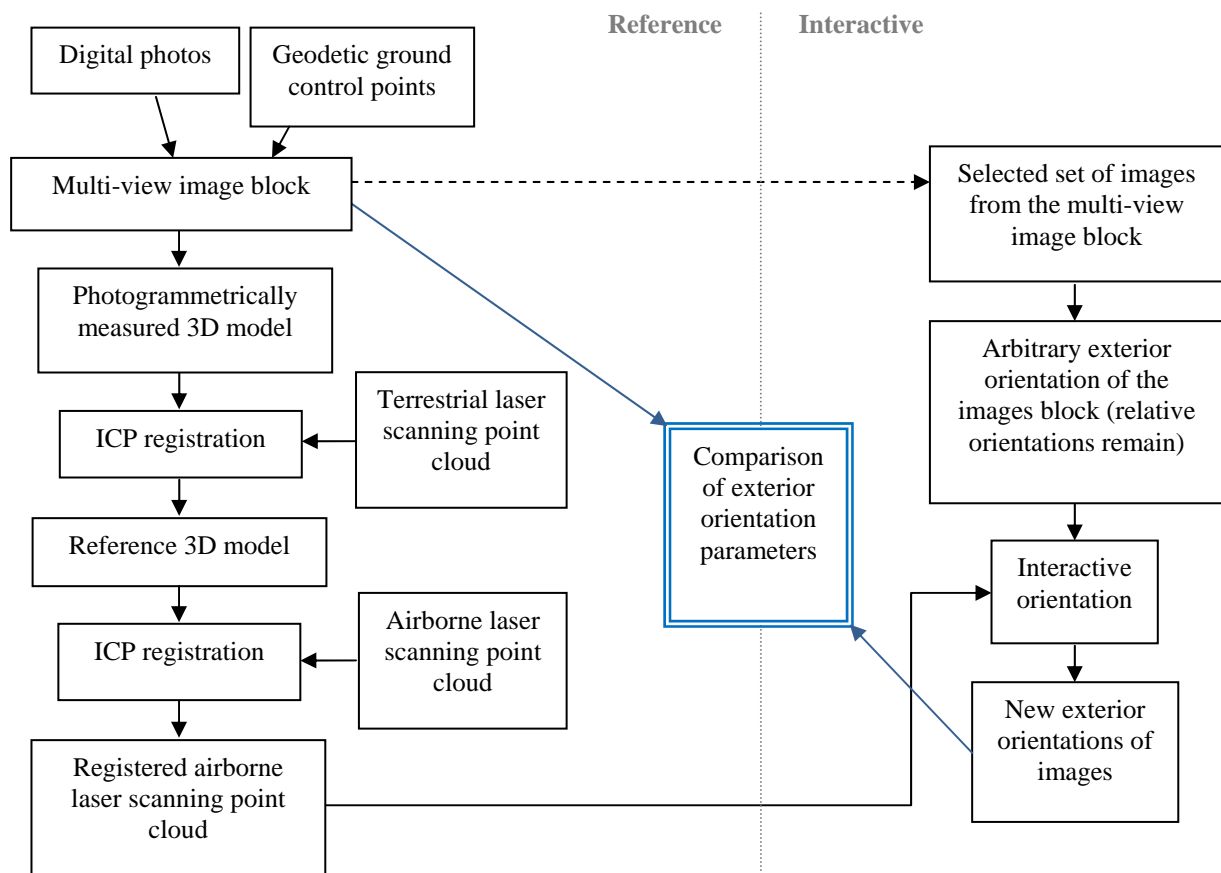 Reference
Interactive
Digital photos
Geodetic ground
control points
Multi-view image block
Selected set of images
from the multi-view
image block
Photogrammetrically
measured 3D model
Arbitrary exterior
orientation of the
images block (relative
orientations remain)
ICP registration
Terrestrial laser
scanning point
cloud
Comparison
of exterior
orientation
parameters
Reference 3D model
Interactive
orientation
ICP registration
Airborne laser
scanning point
cloud
New exterior
orientations of
images
Registered airborne
laser scanning point
cloud